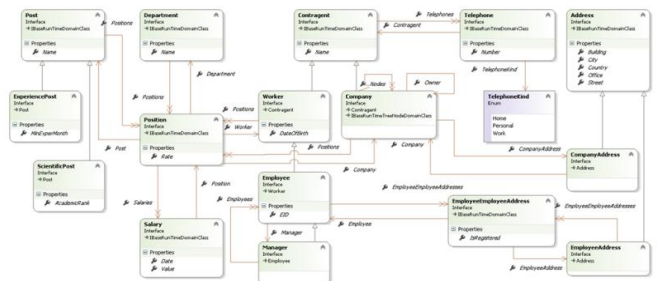 Post
Interface
→IBaseRunTimeDomainClass
Properties
Name
Positions
Department
Interface
→IBaseRunTimeDomainClass
Properties
Name
Department
Positions
Contragent
Interface
→IBaseRunTimeDomainClass
Properties
Name
Telephones
Contragent
Telephone
Interface
→IBaseRunTimeDomainClass
Properties
Number
TelephoneKind
Address
Interface
→IBaseRunTimeDomainClass
Properties
Building
City
Country
Office
Street
ExperiencePost
Interface
→Post
Properties
MinExperMonth
ScientificPost
Interface
→Post
Properties
AcademicRank
Position
Interface
→IBaseRunTimeDomainClass
Properties
Rate
Post
Positions
Worker
Worker
Interface
→Contragent
Properties
DateOfBirth
Positions
Nodes
Owner
Company
Interface
→Contragent
→IBaseRunTimeTreeNodeDomainClass
Company
Company
TelephoneKind
Enum
Home
Personal
Work
CompanyAddress
CompanyAddress
Interface
→Address
Salaries
Position
Salary
Interface
→IBaseRunTimeDomainClass
Properties
Date
Value
Employees
Employee
Interface
→Worker
Properties
EID
Manager
Manager
Interface
→Employee
EmployeeEmployeeAddresses
Employee
EmployeeEmployeeAddress
Interface
→IBaseRunTimeDomainClass
Properties
IsRegistered
EmployeeEmployeeAddresses
EmployeeAddress
EmployeeAddress
Interface
→Address